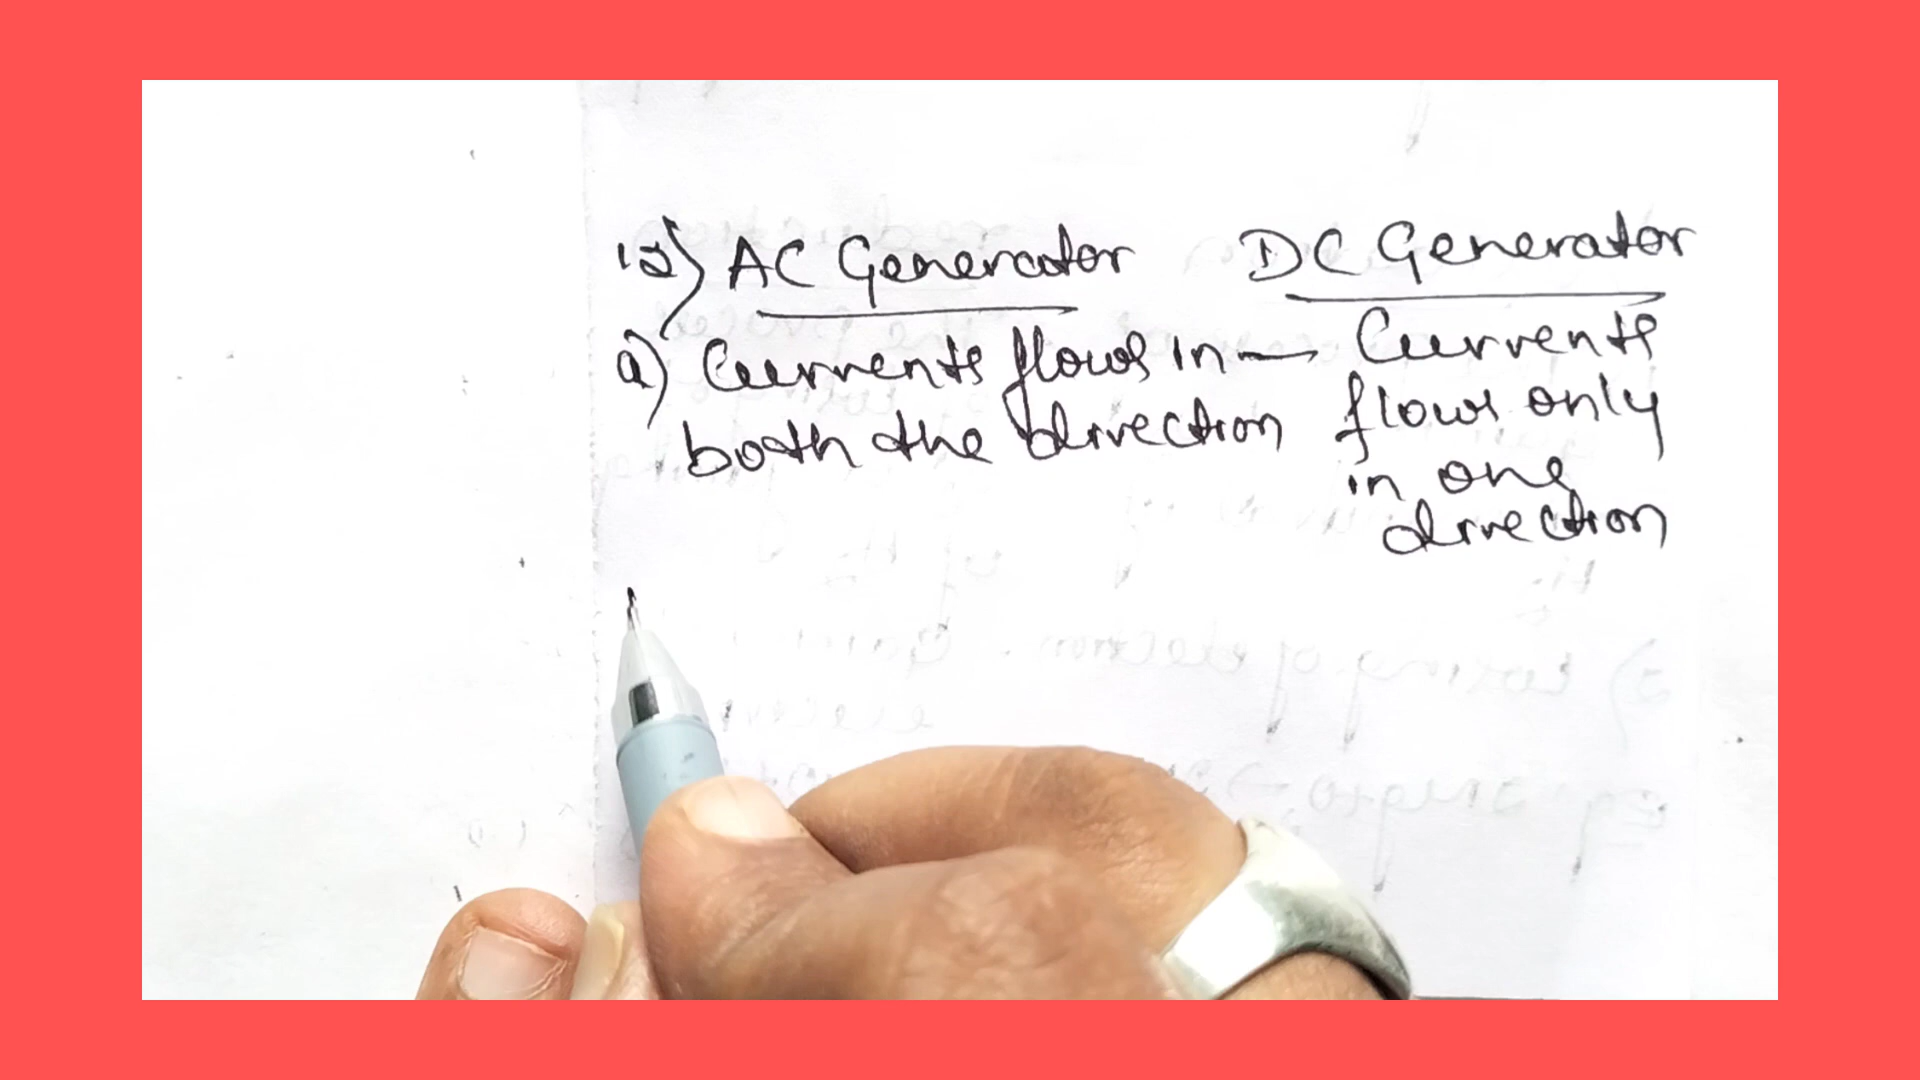 12) AC Generator DC Generator
a) Currents flows in — Currents
both the direction flows only
in one
direction